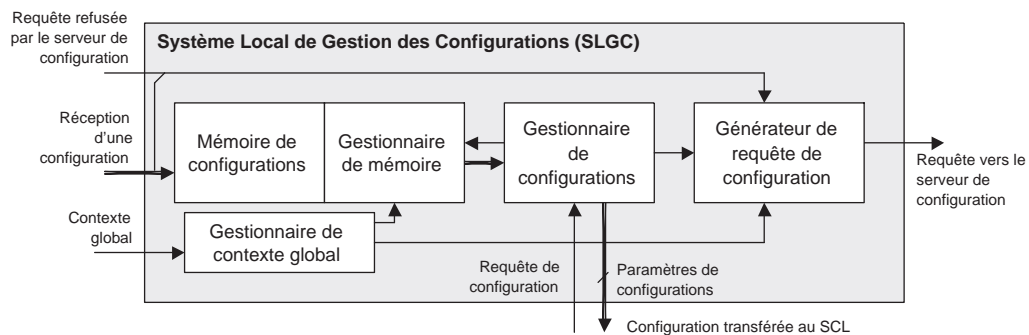 Requête refusée
par le serveur de
configuration
Système Local de Gestion des Configurations (SLGC)
Réception
d'une
configuration
Mémoire de
configurations
Gestionnaire
de mémoire
Gestionnaire
de
configurations
Générateur de
requête de
configuration
Requête vers le
serveur de
configuration
Contexte
global
Gestionnaire de
contexte global
Requête de
configuration
Paramètres de
configurations
Configuration transférée au SCL